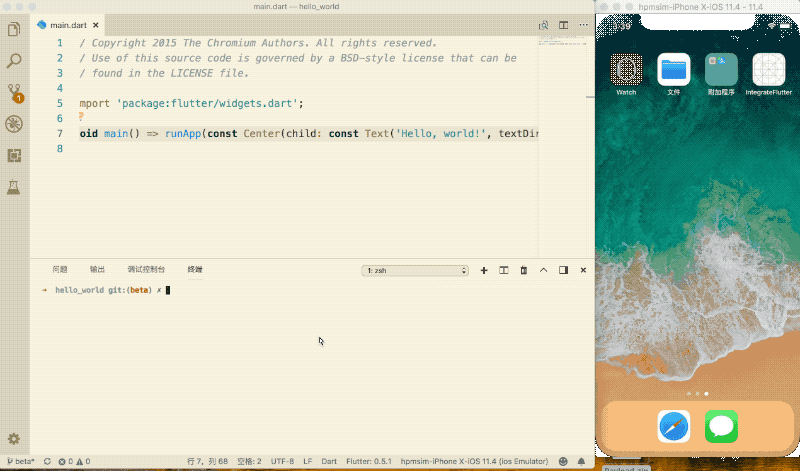 main.dart — hello_world
main.dart ×
1 / Copyright 2015 The Chromium Authors. All rights reserved.
2 / Use of this source code is governed by a BSD-style license that can be
3 / found in the LICENSE file.
4
5 mport 'package:flutter/widgets.dart';
6
7 oid main() => runApp(const Center(child: const Text('Hello, world!', textDir
8
问题 输出 调试控制台 终端
1: zsh
→ hello_world git:(beta) ✗
1
beta* 0 0
行 7, 列 68 空格: 2 UTF-8 LF Dart Flutter: 0.5.1 hpmsim-iPhone X-iOS 11.4 (ios Emulator)
hpmsim-iPhone X-iOS 11.4 - 11.4
Watch 文件 附加程序 IntegrateFlutter